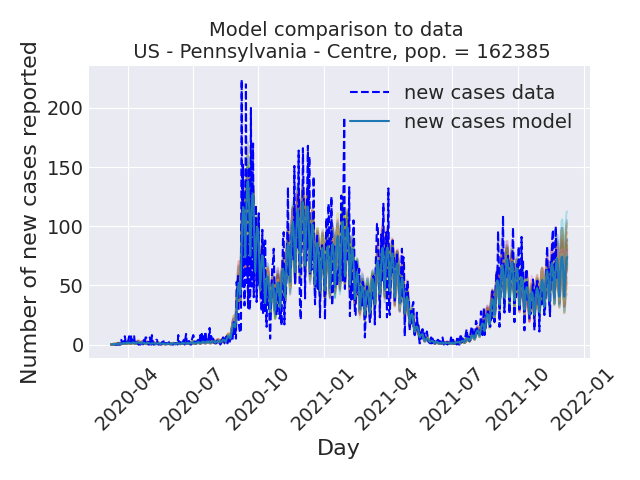 Model comparison to data
US - Pennsylvania - Centre, pop. = 162385
Number of new cases reported
200
150
100
50
0
new cases data
new cases model
2020-04
2020-07
2020-10
2021-01
2021-04
2021-07
2021-10
2022-01
Day